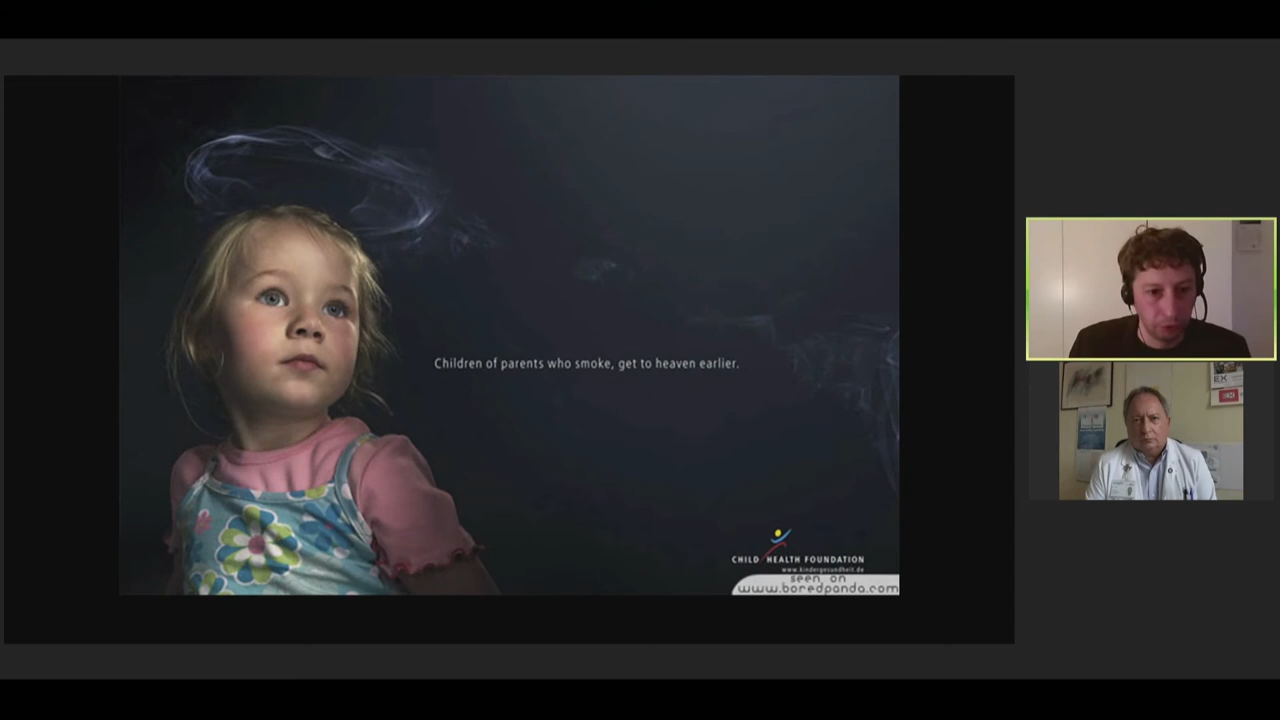 Children of parents who smoke, get to heaven earlier.
CHILD HEALTH FOUNDATION
www.kindergesundheit.de
seen on
www.boredpanda.com